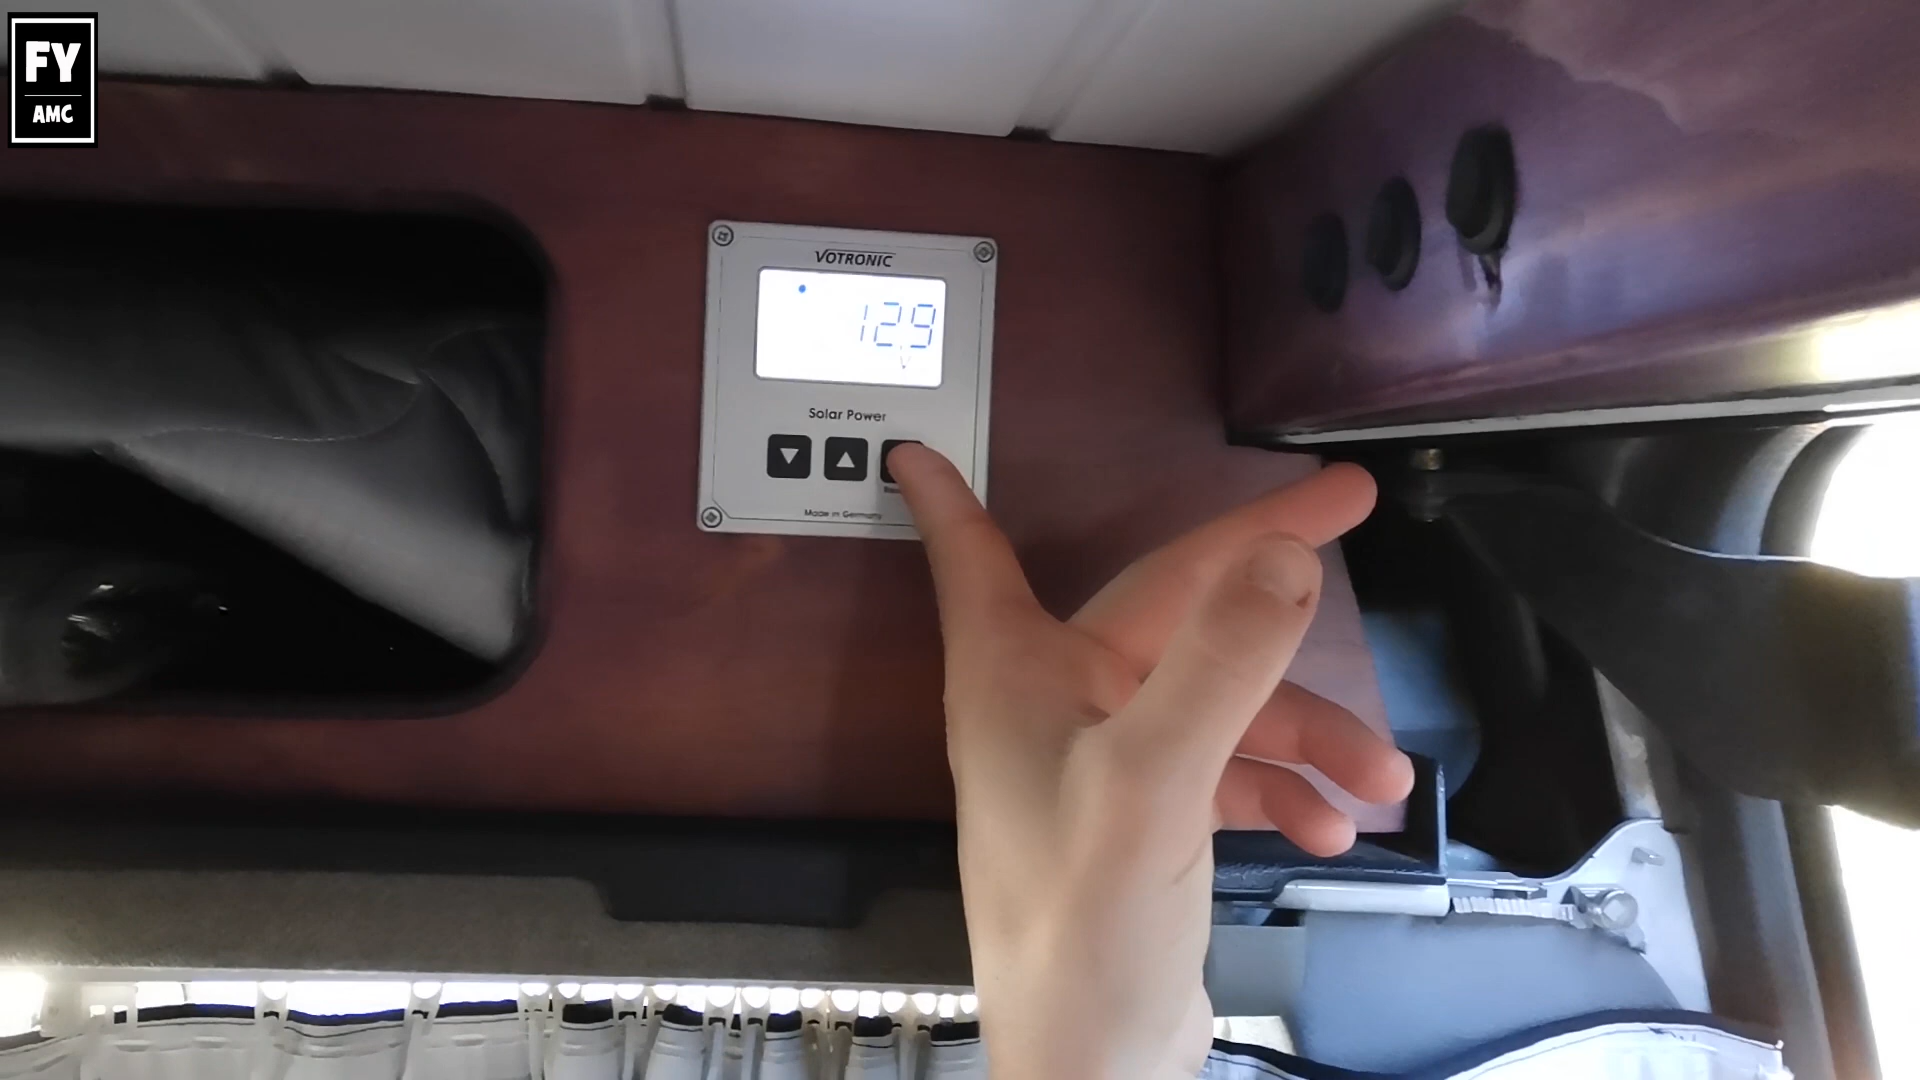 FY
AMC
VOTRONIC
12.9
V
Solar Power
Made in Germany